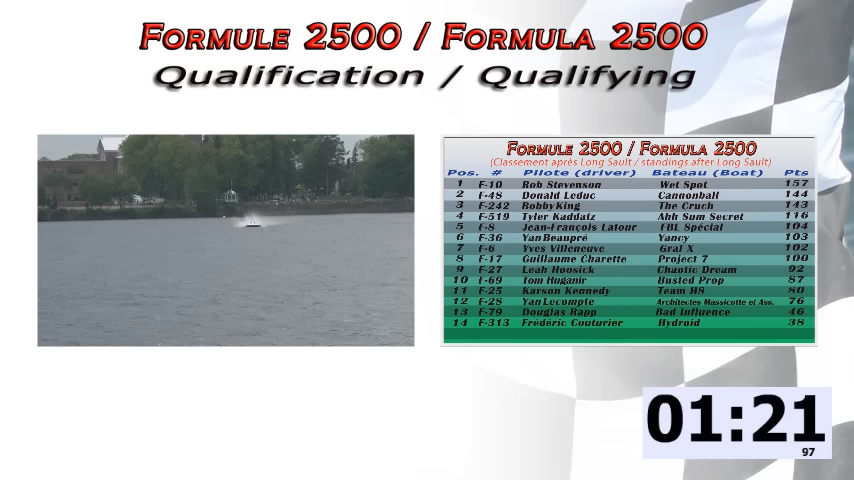 Formule 2500 / Formula 2500
Qualification / Qualifying
Formule 2500 / Formula 2500
(Classement après Long Sault / standings after Long Sault)
Pos. # Pilote (driver) Bateau (Boat) Pts
1 F-10 Rob Stevenson Wet Spot 157
2 F-48 Donald Leduc Cannonball 144
3 F-242 Bobby King The Cruch 143
4 F-519 Tyler Kaddatz Ahh Sum Secret 116
5 F-8 Jean-François Latour FBL Spécial 104
6 F-36 Yan Beaupré Yancy 103
7 F-6 Yves Villeneuve Graf X 102
8 F-17 Guillaume Charette Project 7 100
9 F-27 Leah Hoosick Chaotic Dream 92
10 F-69 Tom Huganir Busted Prop 87
11 F-25 Karson Kennedy Team H8 80
12 F-28 Yan Lecompte Architectes Massicotte et Ass. 76
13 F-79 Douglas Rapp Bad Influence 46
14 F-313 Frédéric Couturier Hydroid 38
01:21
97